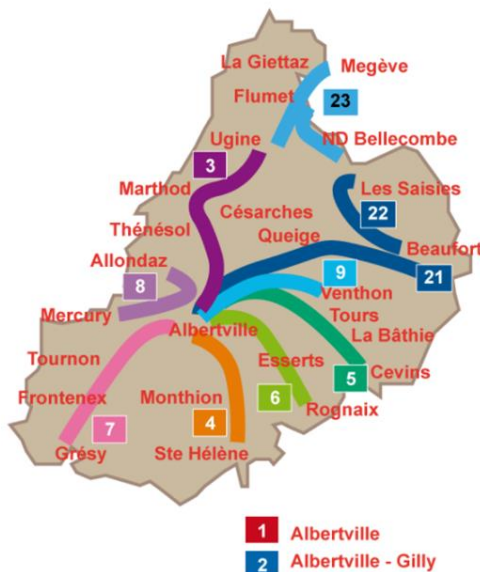 La Giettaz
Megève
Flumet
23
Ugine
ND Bellecombe
3
Marthod
Les Saisies
Césarches
22
Thénésol
Queige
Beaufort
Allondaz
9
21
8
Venthon
Mercury
Tours
Albertville
La Bâthie
Tournon
Esserts
5
Cevins
Frontenex
Monthion
6
Rognaix
7
4
Grésy
Ste Hélène
1 Albertville
2 Albertville - Gilly